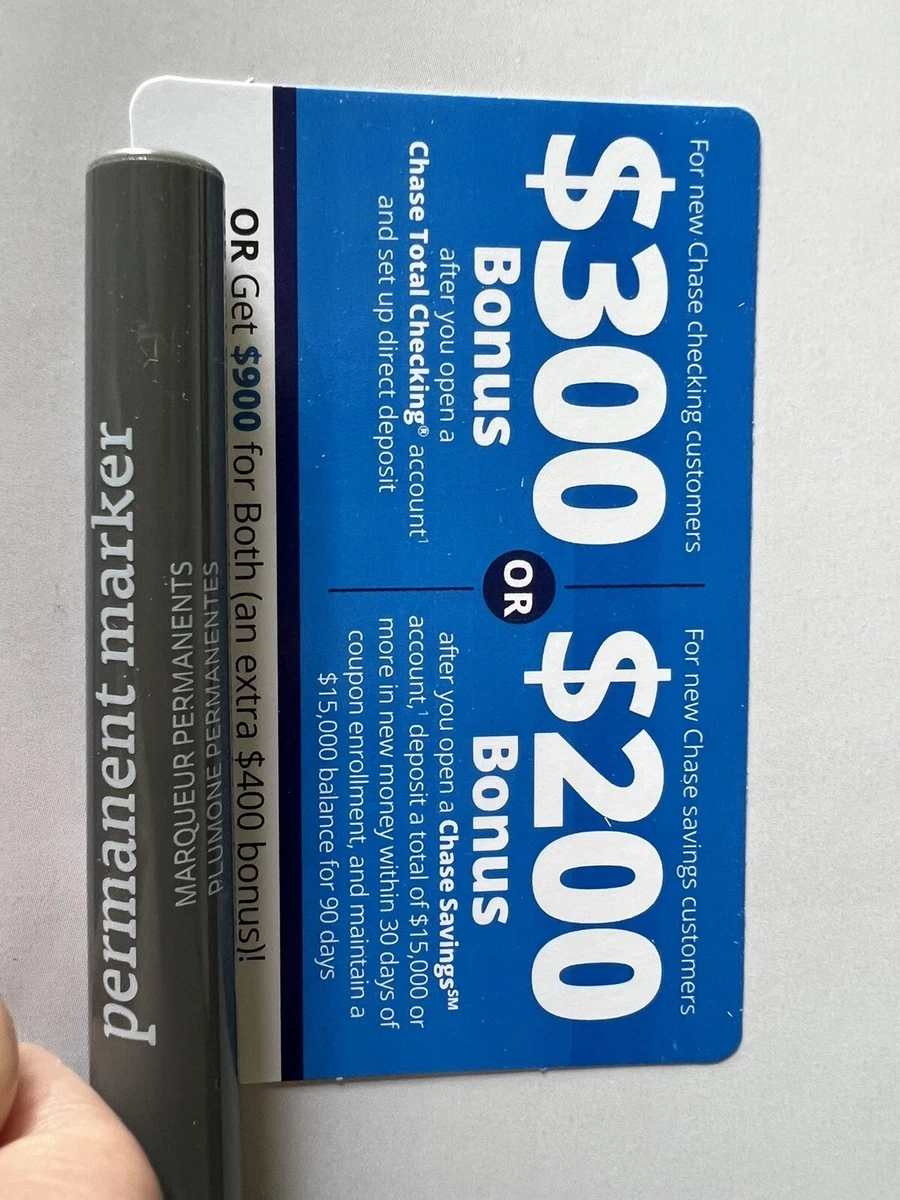 For new Chase checking customers
$300
Bonus
after you open a
Chase Total Checking® account¹
and set up direct deposit
OR
For new Chase savings customers
$200
Bonus
after you open a Chase Savings℠
account,¹ deposit a total of $15,000 or
more in new money within 30 days of
coupon enrollment, and maintain a
$15,000 balance for 90 days
OR Get $900 for Both (an extra $400 bonus)!
permanent marker
MARQUEUR PERMANENTS
PLUMONE PERMANENTES